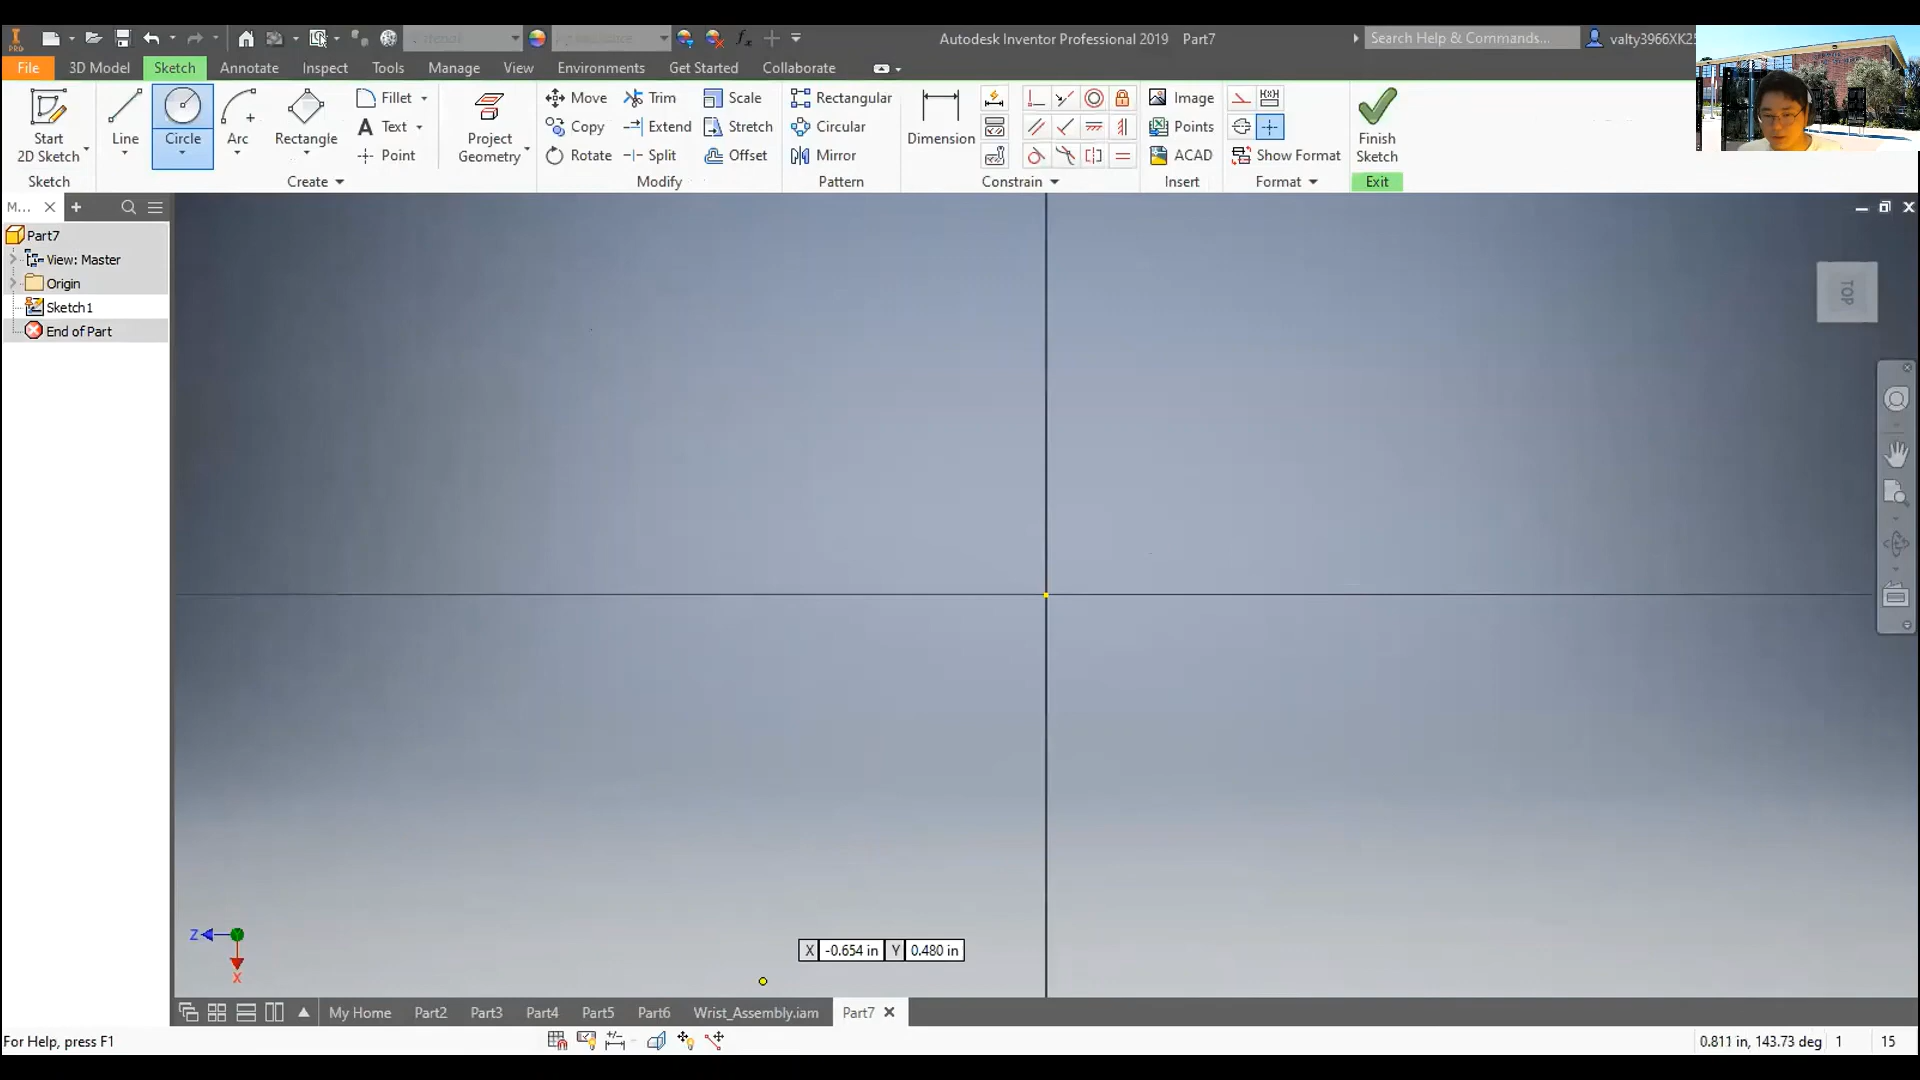 PRO
Autodesk Inventor Professional 2019 Part7
Search Help & Commands...
valty3966XK25
File 3D Model Sketch Annotate Inspect Tools Manage View Environments Get Started Collaborate
Start
2D Sketch
Line
Circle
Arc
Rectangle
Fillet
Text
Point
Project
Geometry
Move
Copy
Rotate
Trim
Extend
Split
Scale
Stretch
Offset
Rectangular
Circular
Mirror
Dimension
Image
Points
ACAD
Show Format
Finish
Sketch
Sketch Create Modify Pattern Constrain Insert Format Exit
M...
Part7
View: Master
Origin
Sketch1
End of Part
TOP
Z
X
X -0.654 in Y 0.480 in
My Home Part2 Part3 Part4 Part5 Part6 Wrist_Assembly.iam Part7
For Help, press F1
0.811 in, 143.73 deg 1 15